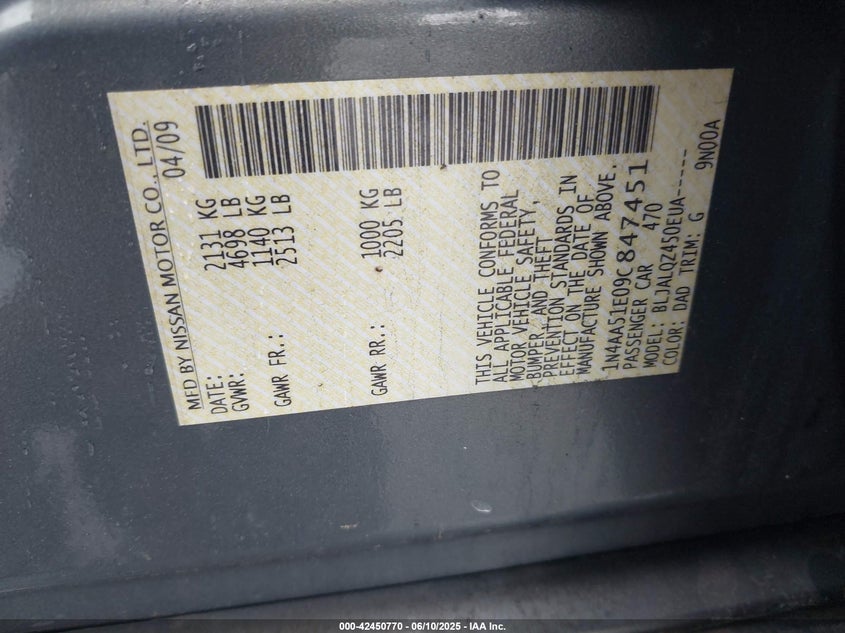 MFD BY NISSAN MOTOR CO., LTD.
DATE: 04/09
GVWR: 2131 KG
4698 LB
GAWR FR.: 1140 KG
2513 LB
GAWR RR.: 1000 KG
2205 LB
THIS VEHICLE CONFORMS TO
ALL APPLICABLE FEDERAL
MOTOR VEHICLE SAFETY,
BUMPER, AND THEFT
PREVENTION STANDARDS IN
EFFECT ON THE DATE OF
MANUFACTURE SHOWN ABOVE.
1N4AA51E09C847451
PASSENGER CAR 470
MODEL: BLJALQZ450EUA-----
COLOR: DAD TRIM: G 9N00A
000-42450770 - 06/10/2025 - IAA Inc.